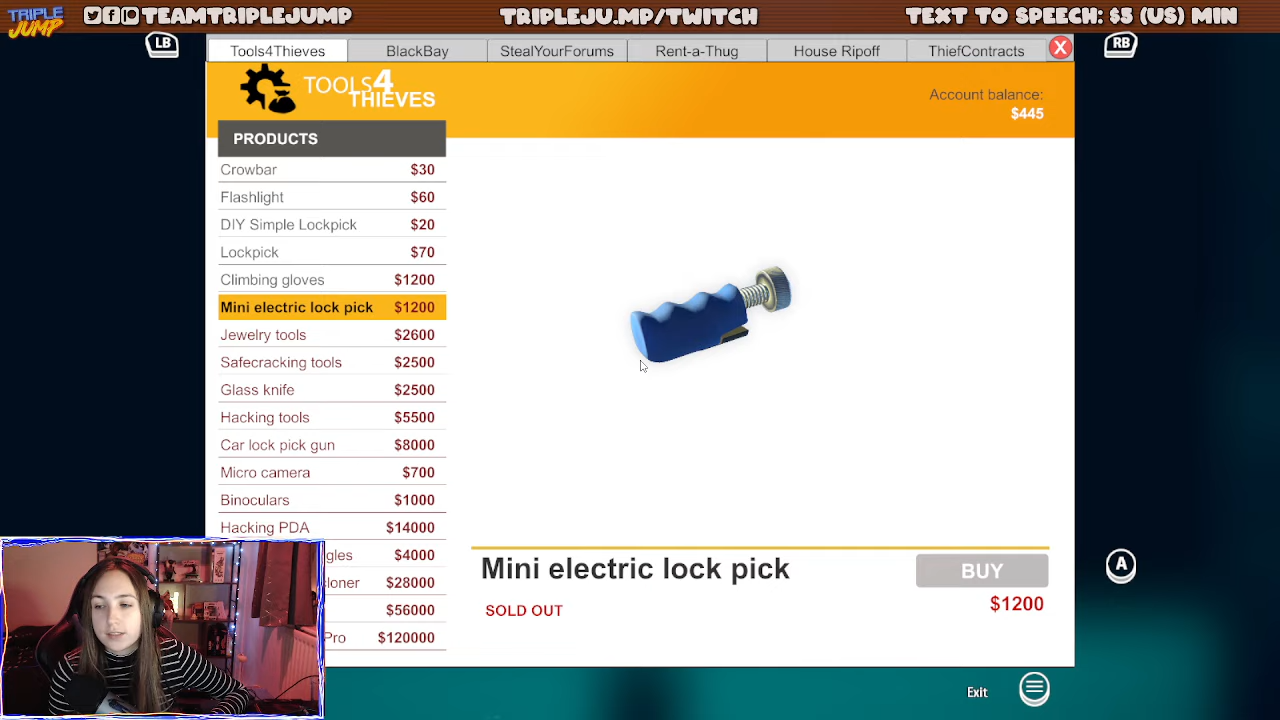 TRIPLE JUMP
TEAMTRIPLEJUMP
TRIPLEJU.MP/TWITCH
TEXT TO SPEECH: $5 (US) MIN
LB
Tools4Thieves
BlackBay
StealYourForums
Rent-a-Thug
House Ripoff
ThiefContracts
X
RB
TOOLS4
THIEVES
Account balance:
$445
PRODUCTS
Crowbar $30
Flashlight $60
DIY Simple Lockpick $20
Lockpick $70
Climbing gloves $1200
Mini electric lock pick $1200
Jewelry tools $2600
Safecracking tools $2500
Glass knife $2500
Hacking tools $5500
Car lock pick gun $8000
Micro camera $700
Binoculars $1000
Hacking PDA $14000
gles $4000
cloner $28000
$56000
Pro $120000
Mini electric lock pick
BUY
SOLD OUT
$1200
A
Exit